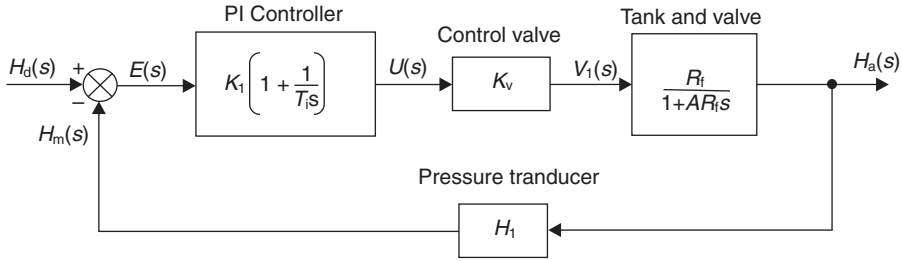 PI Controller
Control valve
Tank and valve
H_d(s)
+
−
E(s)
K_1(1 + 1/T_i s)
U(s)
K_v
V_1(s)
R_f/1+AR_f s
H_a(s)
H_m(s)
Pressure tranducer
H_1